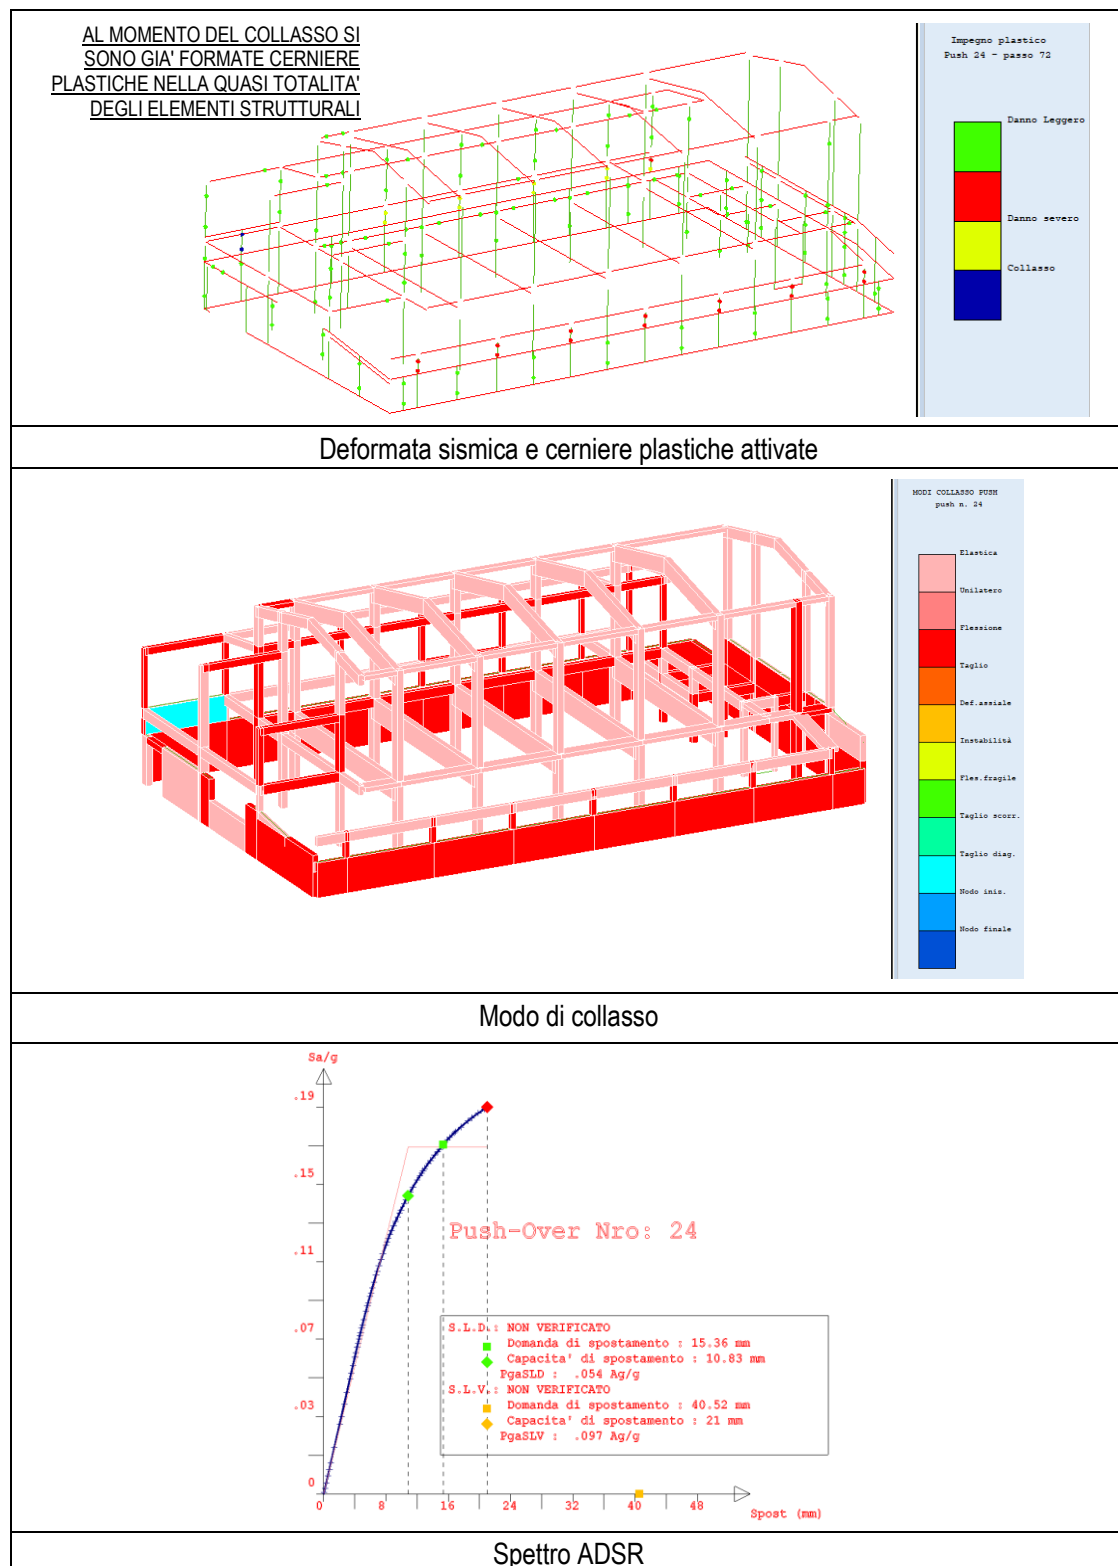 AL MOMENTO DEL COLLASSO SI
SONO GIA' FORMATE CERNIERE
PLASTICHE NELLA QUASI TOTALITA'
DEGLI ELEMENTI STRUTTURALI
Impegno plastico
Push 24 - passo 72
Danno Leggero
Danno severo
Collasso
Deformata sismica e cerniere plastiche attivate
MODI COLLASSO PUSH
push n. 24
Elastica
Unilatero
Flessione
Taglio
Def.assiale
Instabilità
Fles.fragile
Taglio scorr.
Taglio diag.
Nodo iniz.
Nodo finale
Modo di collasso
Sa/g
.19
.15
.11
.07
.03
0
Push-Over Nro: 24
S.L.D.: NON VERIFICATO
Domanda di spostamento : 15.36 mm
Capacita' di spostamento : 10.83 mm
PgaSLD : .054 Ag/g
S.L.V.: NON VERIFICATO
Domanda di spostamento : 40.52 mm
Capacita' di spostamento : 21 mm
PgaSLV : .097 Ag/g
0 8 16 24 32 40 48
Spost (mm)
Spettro ADSR